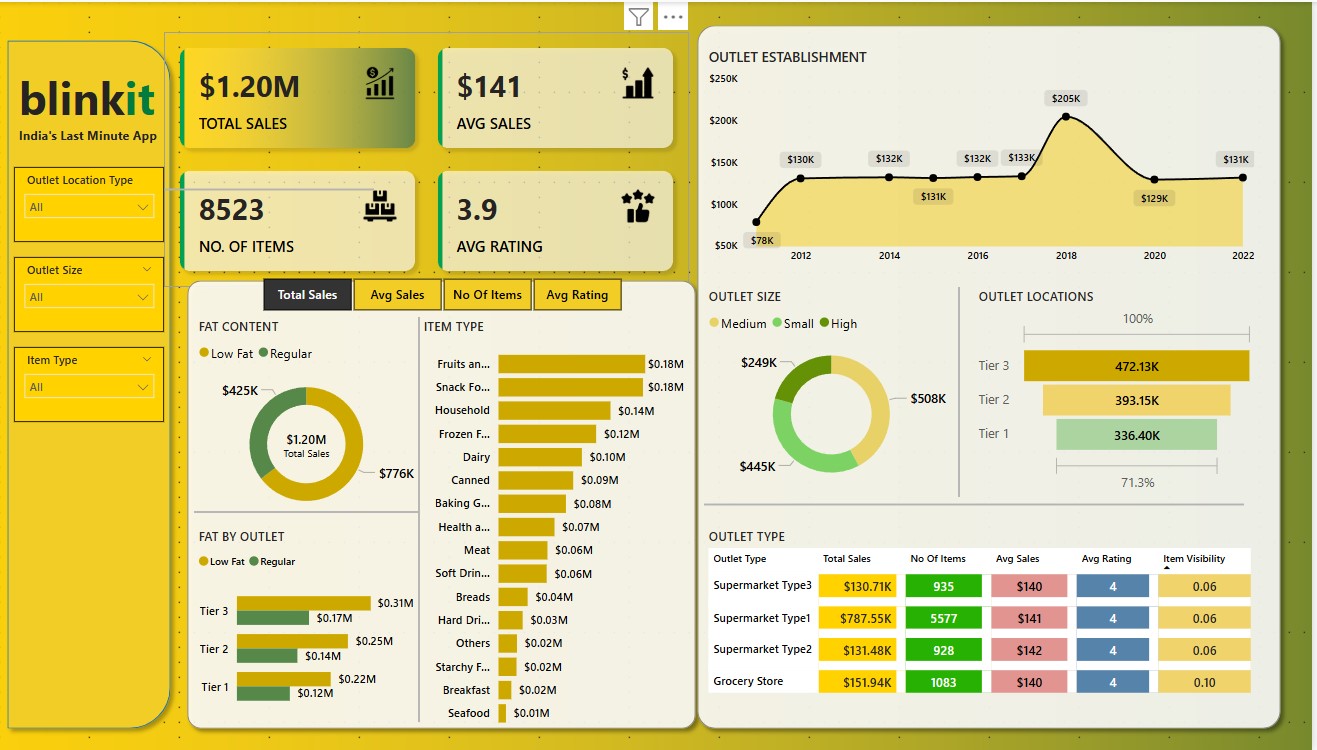 blinkit
India's Last Minute App
Outlet Location Type
All
Outlet Size
All
Item Type
All
$1.20M
TOTAL SALES
$141
AVG SALES
8523
NO. OF ITEMS
3.9
AVG RATING
Total Sales
Avg Sales
No Of Items
Avg Rating
FAT CONTENT
Low Fat Regular
$425K
$1.20M
Total Sales
$776K
FAT BY OUTLET
Low Fat Regular
Tier 3 $0.31M
$0.17M
Tier 2 $0.25M
$0.14M
Tier 1 $0.22M
$0.12M
ITEM TYPE
Fruits an... $0.18M
Snack Fo... $0.18M
Household $0.14M
Frozen F... $0.12M
Dairy $0.10M
Canned $0.09M
Baking G... $0.08M
Health a... $0.07M
Meat $0.06M
Soft Drin... $0.06M
Breads $0.04M
Hard Dri... $0.03M
Others $0.02M
Starchy F... $0.02M
Breakfast $0.02M
Seafood $0.01M
OUTLET ESTABLISHMENT
$250K
$200K
$150K
$100K
$50K
$78K
$130K
$132K
$131K
$132K
$133K
$205K
$129K
$131K
2012 2014 2016 2018 2020 2022
OUTLET SIZE
Medium Small High
$249K
$508K
$445K
OUTLET LOCATIONS
100%
Tier 3 472.13K
Tier 2 393.15K
Tier 1 336.40K
71.3%
OUTLET TYPE
Outlet Type Total Sales No Of Items Avg Sales Avg Rating Item Visibility
Supermarket Type3 $130.71K 935 $140 4 0.06
Supermarket Type1 $787.55K 5577 $141 4 0.06
Supermarket Type2 $131.48K 928 $142 4 0.06
Grocery Store $151.94K 1083 $140 4 0.10